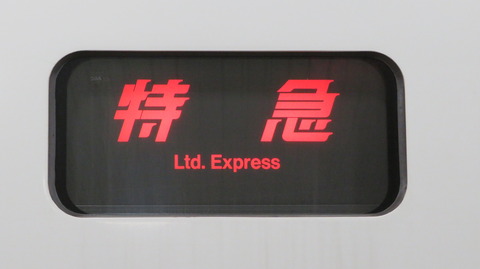 特 急
Ltd. Express